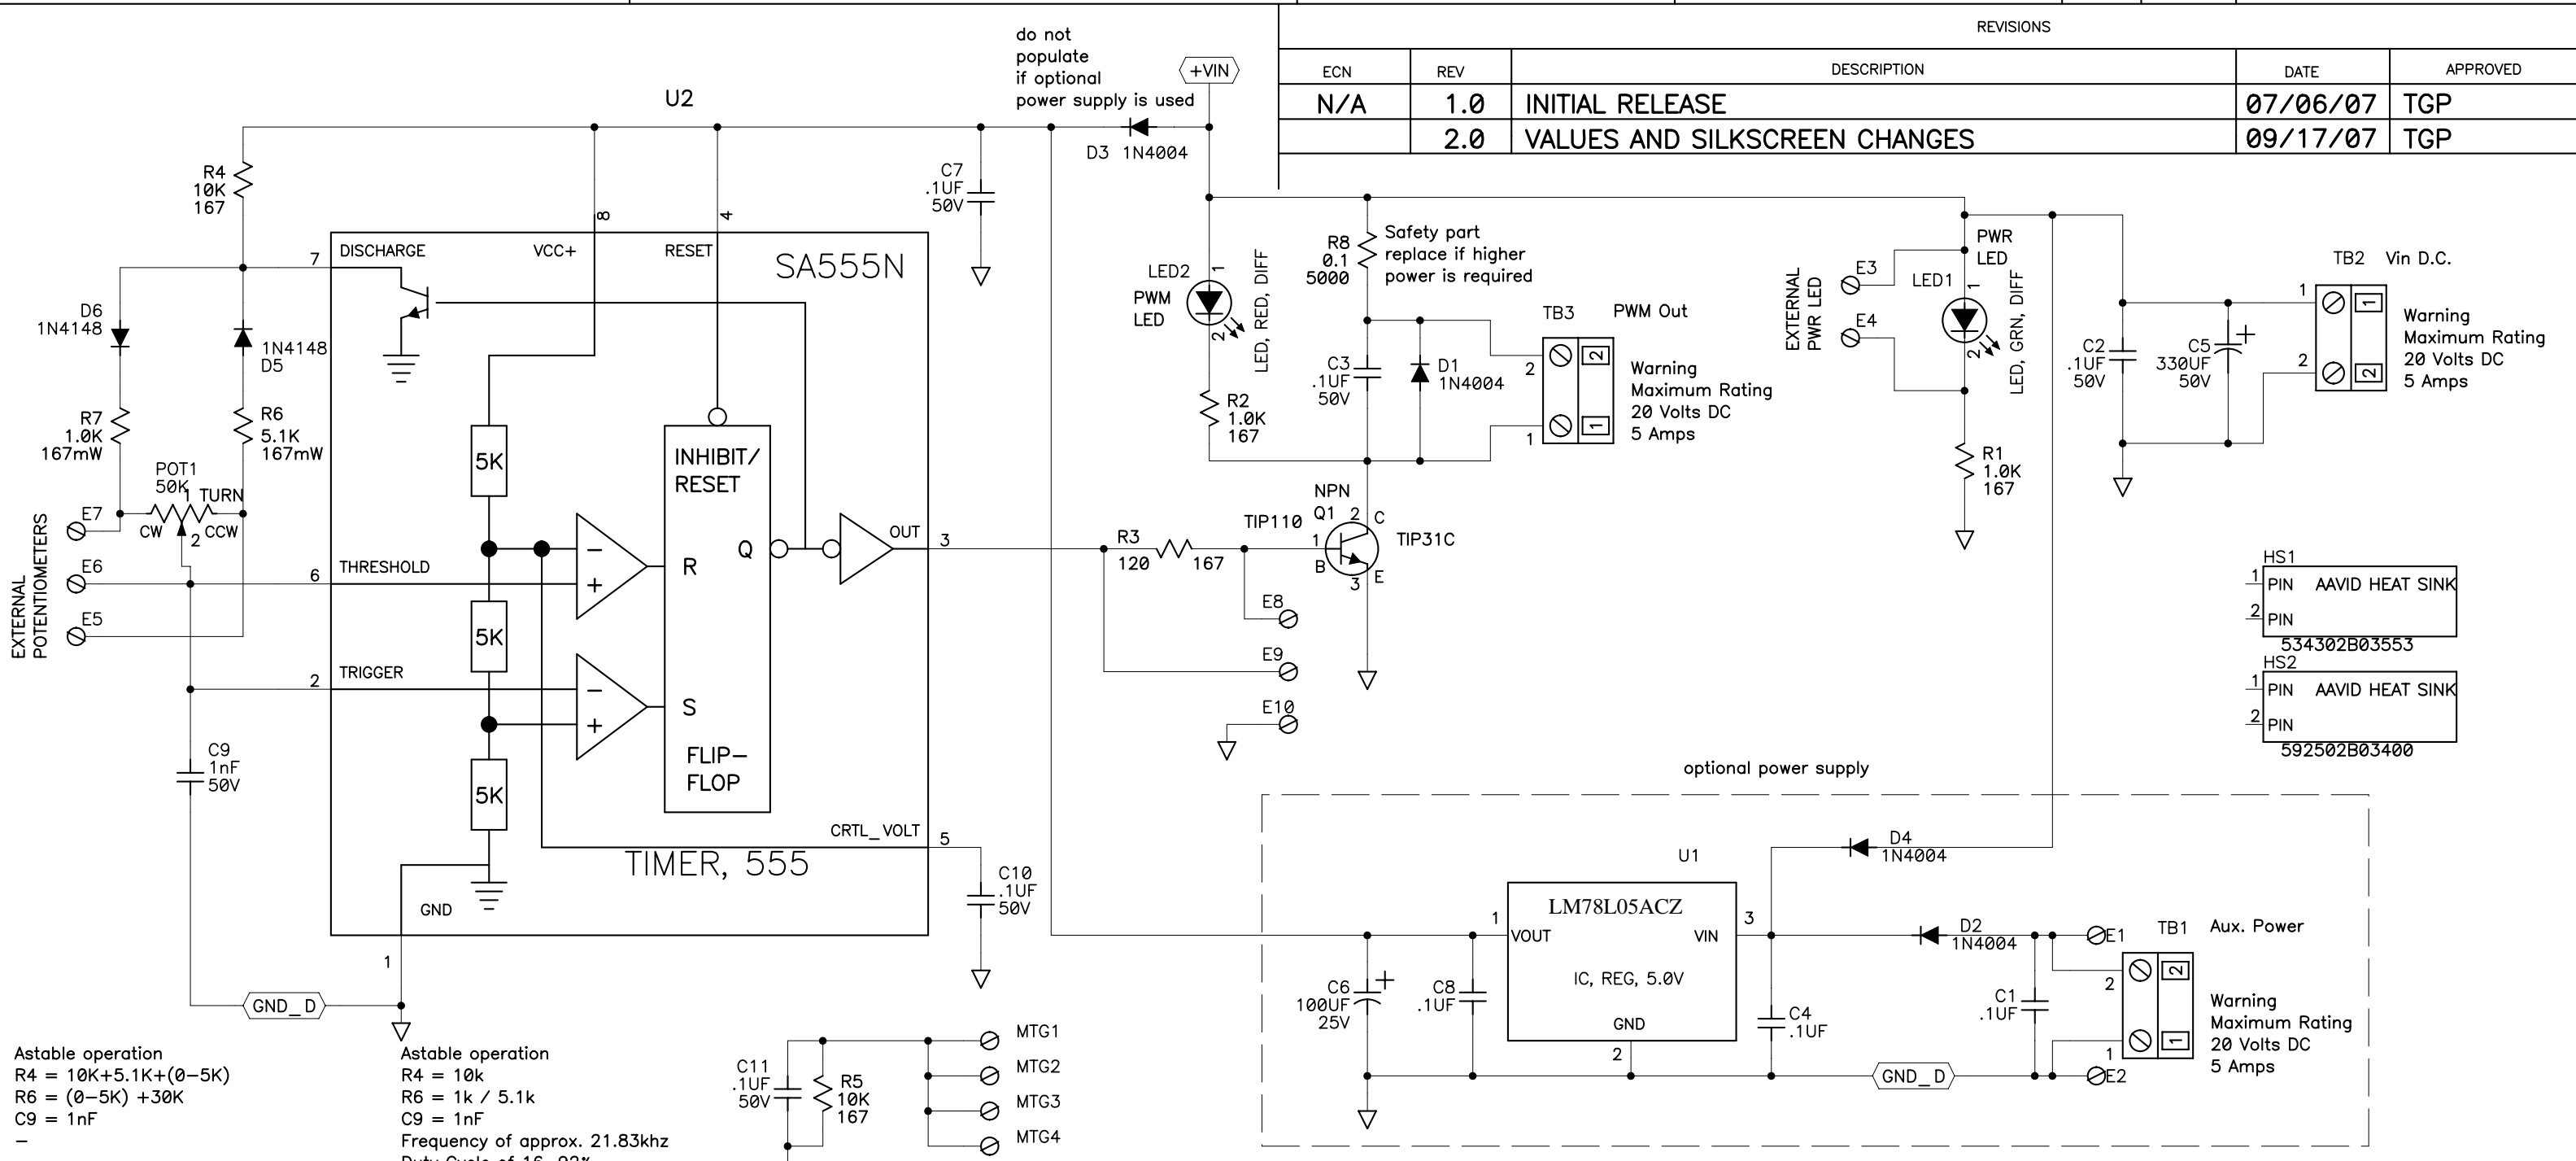 REVISIONS
ECN REV DESCRIPTION DATE APPROVED
N/A 1.0 INITIAL RELEASE 07/06/07 TGP
2.0 VALUES AND SILKSCREEN CHANGES 09/17/07 TGP
do not
populate
if optional
power supply is used
+VIN
D3 1N4004
U2
R4
10K
167
C7
.1UF
50V
8
4
7
DISCHARGE
VCC+
RESET
SA555N
D6
1N4148
1N4148
D5
R7
1.0K
167mW
R6
5.1K
167mW
POT1
50K
1 TURN
CW
2
CCW
EXTERNAL
POTENTIOMETERS
E7
E6
E5
6
THRESHOLD
2
TRIGGER
5K
5K
5K
INHIBIT/
RESET
R
Q
S
FLIP-
FLOP
-
+
-
+
OUT
3
CRTL_VOLT
5
TIMER, 555
GND
1
C9
1nF
50V
GND_D
C10
.1UF
50V
LED2
PWM
LED
1
2
LED, RED, DIFF
R2
1.0K
167
R8
0.1
5000
Safety part
replace if higher
power is required
C3
.1UF
50V
D1
1N4004
TB3
PWM Out
2
2
1
1
Warning
Maximum Rating
20 Volts DC
5 Amps
R3
120
167
NPN
Q1
TIP110
TIP31C
2
C
1
B
3
E
E8
E9
E10
EXTERNAL
PWR LED
E3
E4
PWR
LED
LED1
1
2
LED, GRN, DIFF
R1
1.0K
167
C2
.1UF
50V
C5
330UF
50V
+
TB2 Vin D.C.
1
1
2
2
Warning
Maximum Rating
20 Volts DC
5 Amps
HS1
1
PIN AAVID HEAT SINK
2
PIN
534302B03553
HS2
1
PIN AAVID HEAT SINK
2
PIN
592502B03400
optional power supply
D4
1N4004
U1
LM78L05ACZ
1
VOUT
VIN
3
IC, REG, 5.0V
GND
2
C6
100UF
25V
+
C8
.1UF
C4
.1UF
D2
1N4004
C1
.1UF
E1
E2
GND_D
TB1 Aux. Power
2
2
1
1
Warning
Maximum Rating
20 Volts DC
5 Amps
Astable operation
R4 = 10K+5.1K+(0-5K)
R6 = (0-5K) +30K
C9 = 1nF
-
Astable operation
R4 = 10k
R6 = 1k / 5.1k
C9 = 1nF
Frequency of approx. 21.83khz
C11
.1UF
50V
R5
10K
167
MTG1
MTG2
MTG3
MTG4